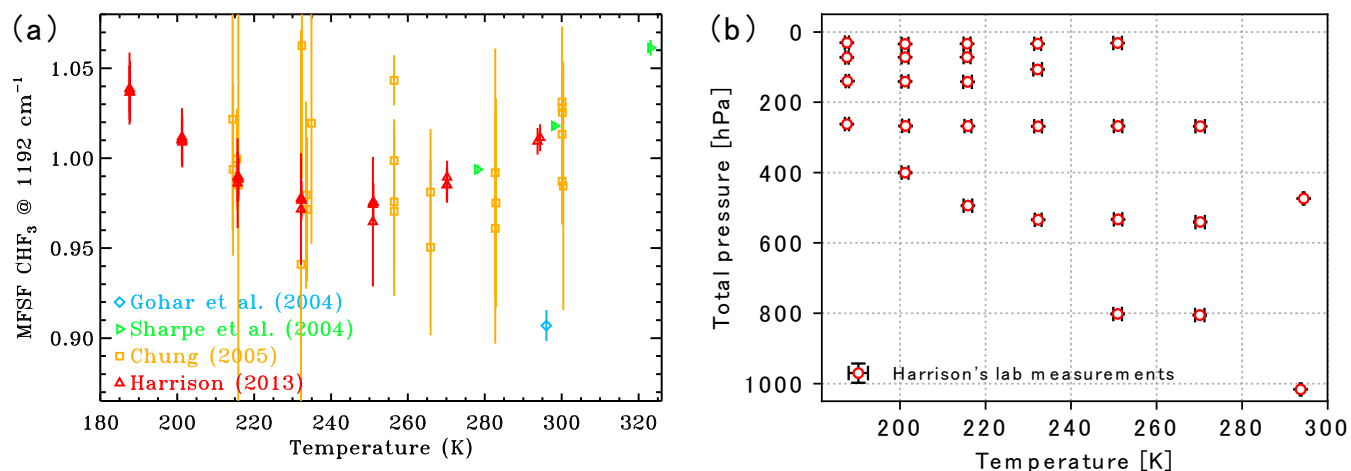 (a)
MFSF CHF3 @ 1192 cm-1
1.05
1.00
0.95
0.90
Gohar et al. (2004)
Sharpe et al. (2004)
Chung (2005)
Harrison (2013)
180 200 220 240 260 280 300 320
Temperature (K)
(b)
Total pressure [hPa]
0
200
400
600
800
1000
Harrison's lab measurements
200 220 240 260 280 300
Temperature [K]